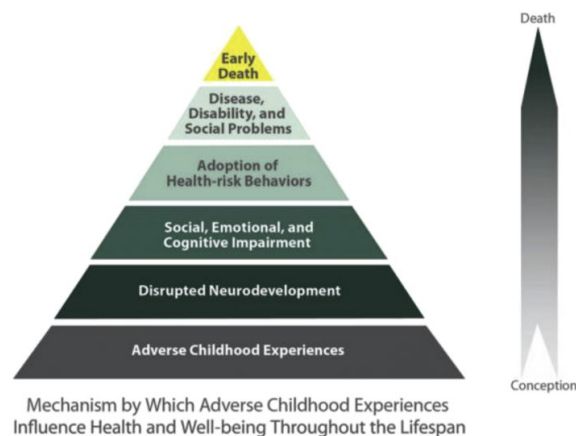 Death
Early
Death
Disease,
Disability, and
Social Problems
Adoption of
Health-risk Behaviors
Social, Emotional, and
Cognitive Impairment
Disrupted Neurodevelopment
Adverse Childhood Experiences
Conception
Mechanism by Which Adverse Childhood Experiences
Influence Health and Well-being Throughout the Lifespan